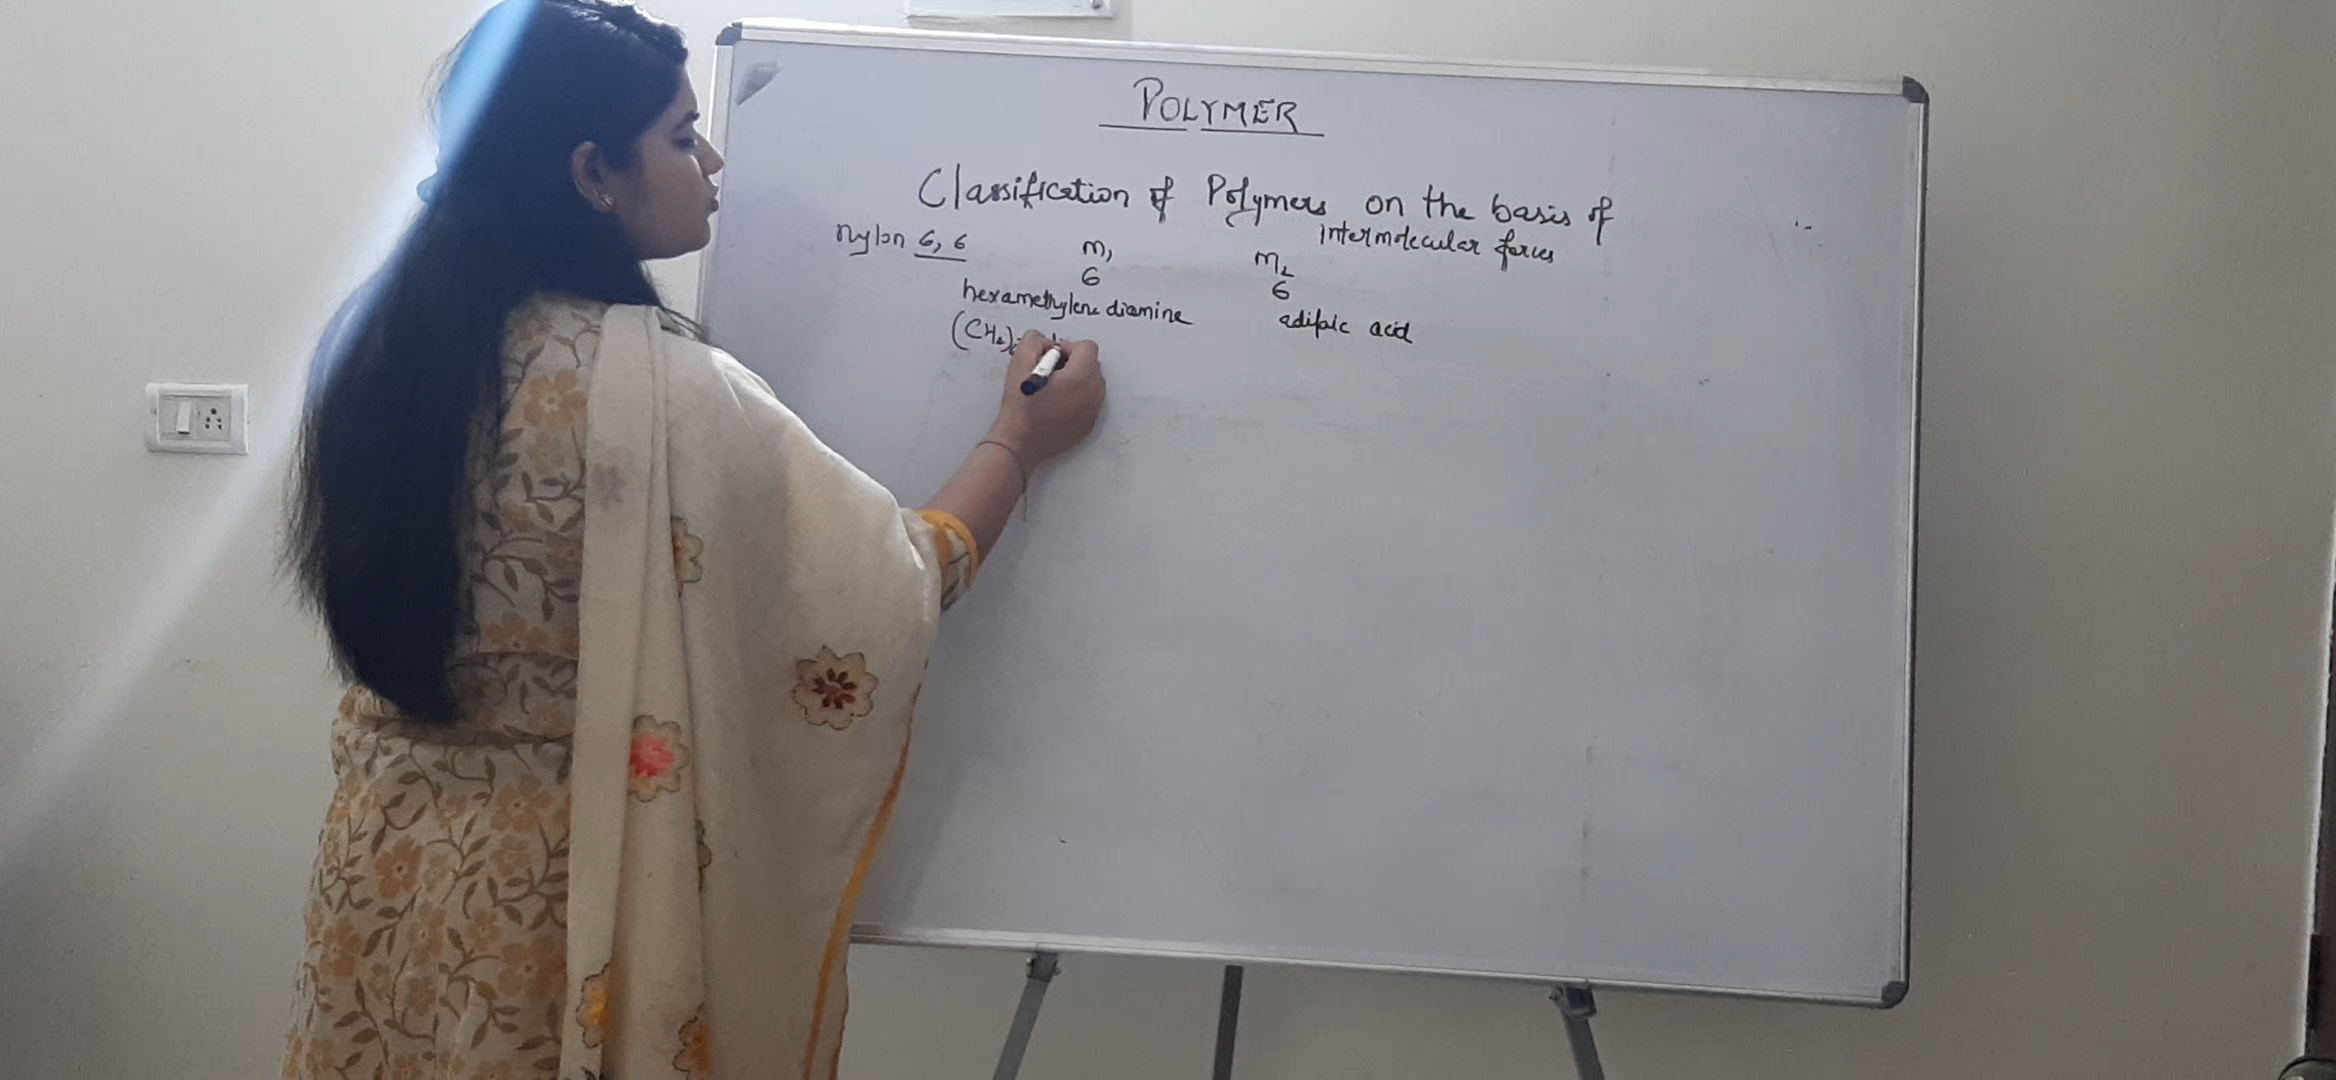 POLYMER
Classification of Polymers on the basis of
intermolecular forces
Nylon 6, 6
m1 m2
6 6
hexamethylene diamine adipic acid
(CH2)6